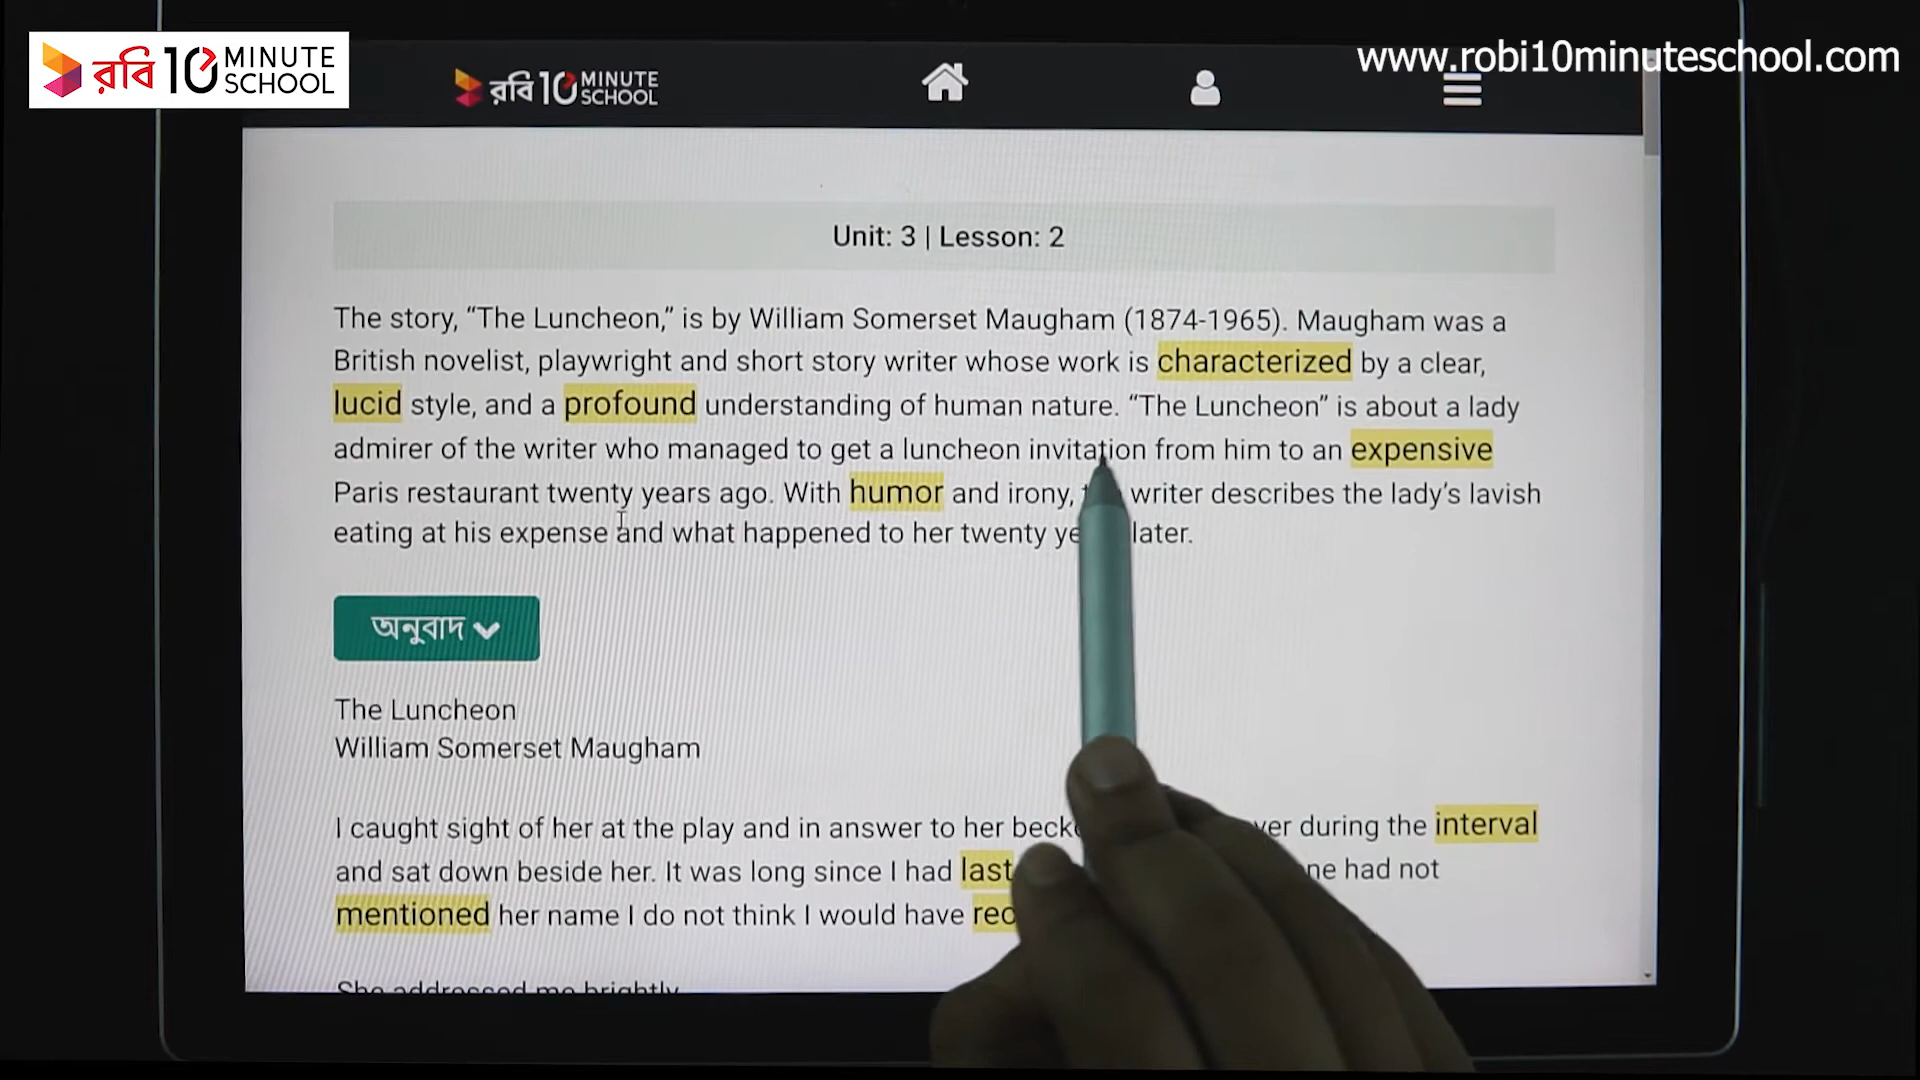 রবি 10 MINUTE SCHOOL
www.robi10minuteschool.com
রবি 10 MINUTE SCHOOL
Unit: 3 | Lesson: 2
The story, “The Luncheon,” is by William Somerset Maugham (1874-1965). Maugham was a
British novelist, playwright and short story writer whose work is characterized by a clear,
lucid style, and a profound understanding of human nature. “The Luncheon” is about a lady
admirer of the writer who managed to get a luncheon invitation from him to an expensive
Paris restaurant twenty years ago. With humor and irony, writer describes the lady’s lavish
eating at his expense and what happened to her twenty later.
অনুবাদ
The Luncheon
William Somerset Maugham
I caught sight of her at the play and in answer to her during the interval
and sat down beside her. It was long since I had last had not
mentioned her name I do not think I would have
She addressed me brightly